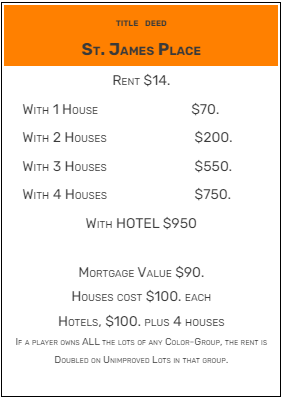 TITLE DEED
ST. JAMES PLACE
RENT $14.
WITH 1 HOUSE $70.
WITH 2 HOUSES $200.
WITH 3 HOUSES $550.
WITH 4 HOUSES $750.
WITH HOTEL $950
MORTGAGE VALUE $90.
HOUSES COST $100. EACH
HOTELS, $100. PLUS 4 HOUSES
IF A PLAYER OWNS ALL THE LOTS OF ANY COLOR-GROUP, THE RENT IS
DOUBLED ON UNIMPROVED LOTS IN THAT GROUP.